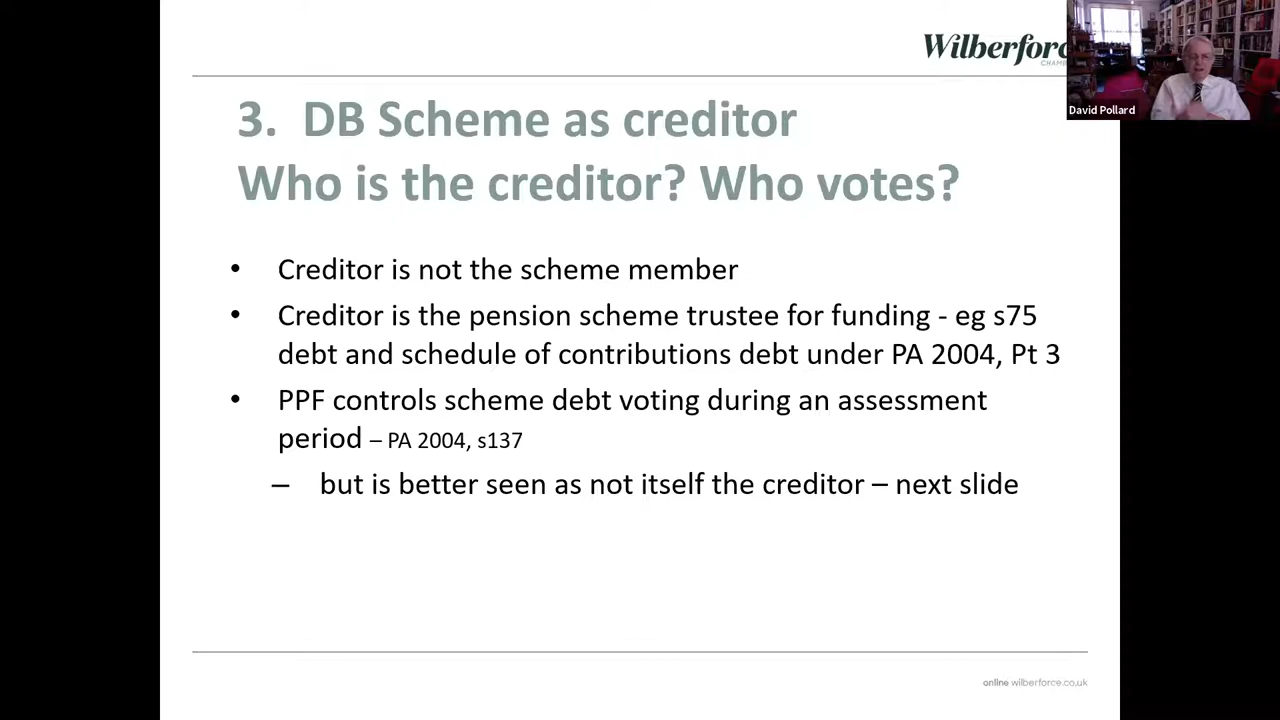 Wilberforce
CHAM
David Pollard
3. DB Scheme as creditor
Who is the creditor? Who votes?
• Creditor is not the scheme member
• Creditor is the pension scheme trustee for funding - eg s75
debt and schedule of contributions debt under PA 2004, Pt 3
• PPF controls scheme debt voting during an assessment
period – PA 2004, s137
– but is better seen as not itself the creditor – next slide
online wilberforce.co.uk